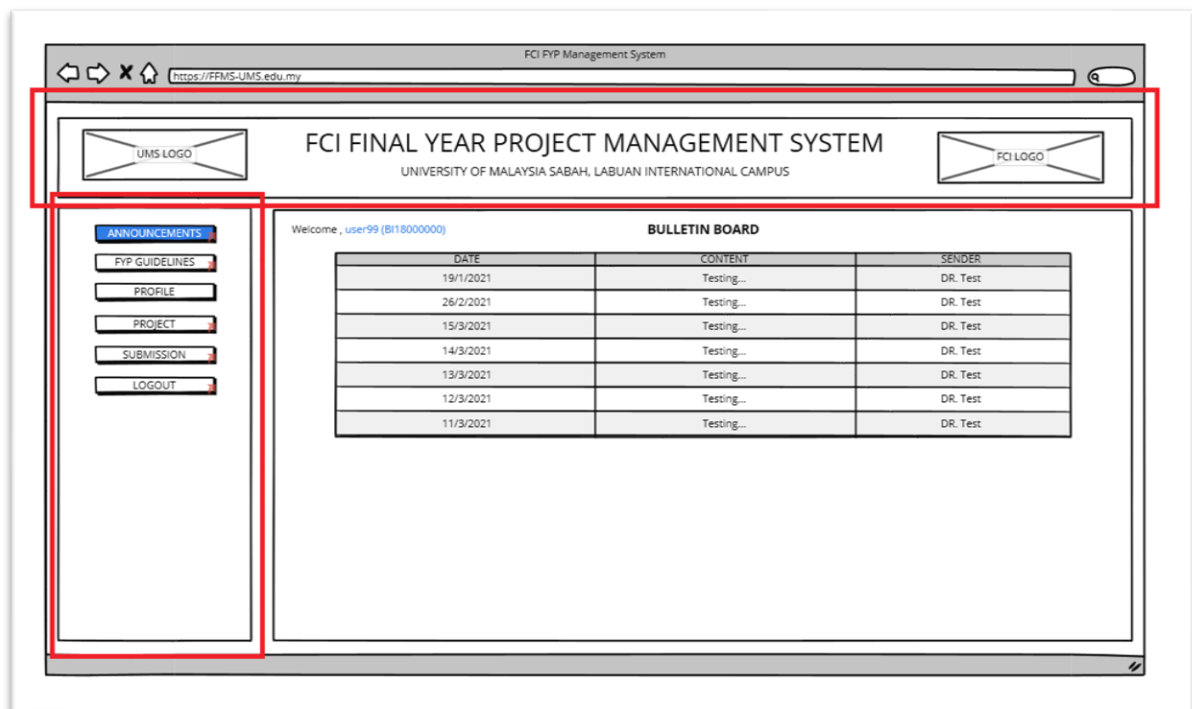 FCI FYP Management System
https://FFMS-UMS.edu.my
UMS LOGO
FCI FINAL YEAR PROJECT MANAGEMENT SYSTEM
UNIVERSITY OF MALAYSIA SABAH, LABUAN INTERNATIONAL CAMPUS
FCI LOGO
ANNOUNCEMENTS
FYP GUIDELINES
PROFILE
PROJECT
SUBMISSION
LOGOUT
Welcome , user99 (BI18000000)
BULLETIN BOARD
DATE CONTENT SENDER
19/1/2021 Testing... DR. Test
26/2/2021 Testing... DR. Test
15/3/2021 Testing... DR. Test
14/3/2021 Testing... DR. Test
13/3/2021 Testing... DR. Test
12/3/2021 Testing... DR. Test
11/3/2021 Testing... DR. Test